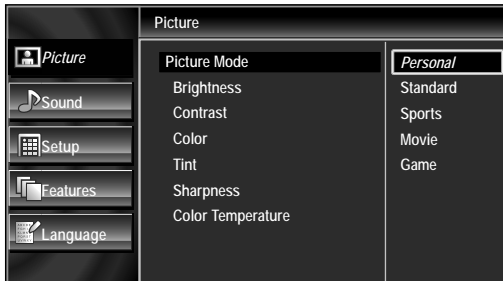 Picture
Picture
Sound
Setup
Features
Language
Picture Mode
Brightness
Contrast
Color
Tint
Sharpness
Color Temperature
Personal
Standard
Sports
Movie
Game